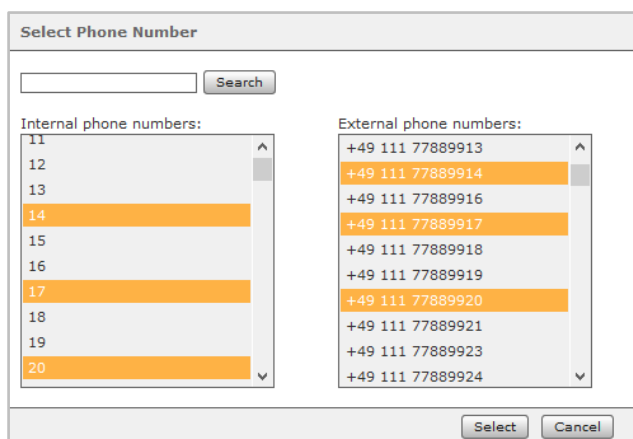 Select Phone Number
Search
Internal phone numbers:
11
12
13
14
15
16
17
18
19
20
External phone numbers:
+49 111 77889913
+49 111 77889914
+49 111 77889916
+49 111 77889917
+49 111 77889918
+49 111 77889919
+49 111 77889920
+49 111 77889921
+49 111 77889923
+49 111 77889924
Select
Cancel